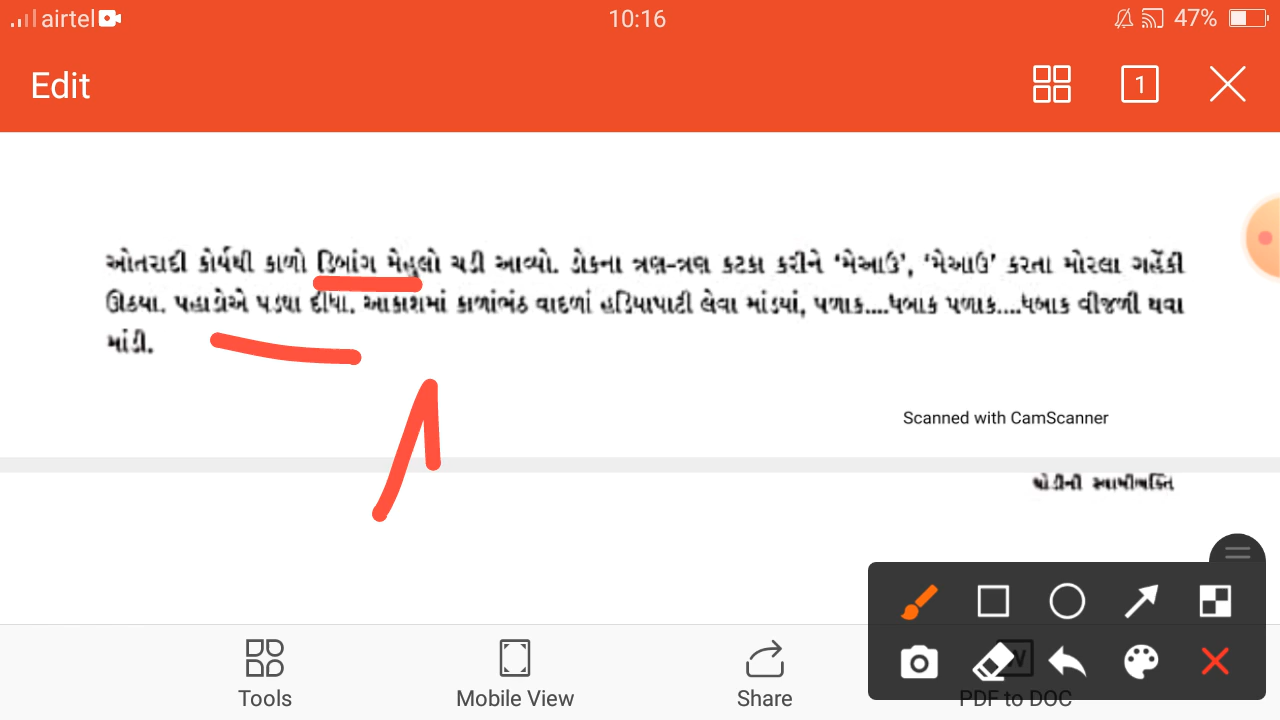 airtel 10:16 47%
Edit 1
ઓતરાદી કોર્યથી કાળો ડિબાંગ મેહુલો ચડી આવ્યો. ડોકના ત્રણ-ત્રણ કટકા કરીને ‘મેઆઉ’, ‘મેઆઉ’ કરતા મોરલા ગહેંકી
ઊઠયા. પહાડોએ પડઘા દીધા. આકાશમાં કાળાંભંઠ વાદળાં હડિયાપાટી લેવા માંડયાં, પળાક....ધબાક પળાક....ધબાક વીજળી થવા
માંડી.
Scanned with CamScanner
ઘોડીની સ્વામીભક્તિ
Tools Mobile View Share PDF to DOC